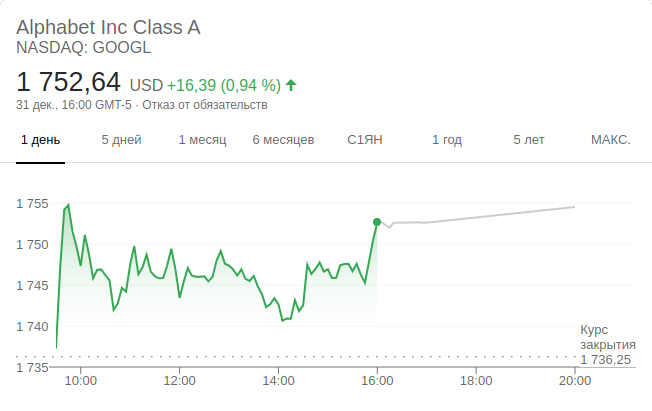 Alphabet Inc Class A
NASDAQ: GOOGL
1 752,64 USD +16,39 (0,94 %)
31 дек., 16:00 GMT-5 · Отказ от обязательств
1 день 5 дней 1 месяц 6 месяцев С1ЯН 1 год 5 лет МАКС.
1 755
1 750
1 745
1 740
Курс
закрытия
1 736,25
1 735
10:00 12:00 14:00 16:00 18:00 20:00